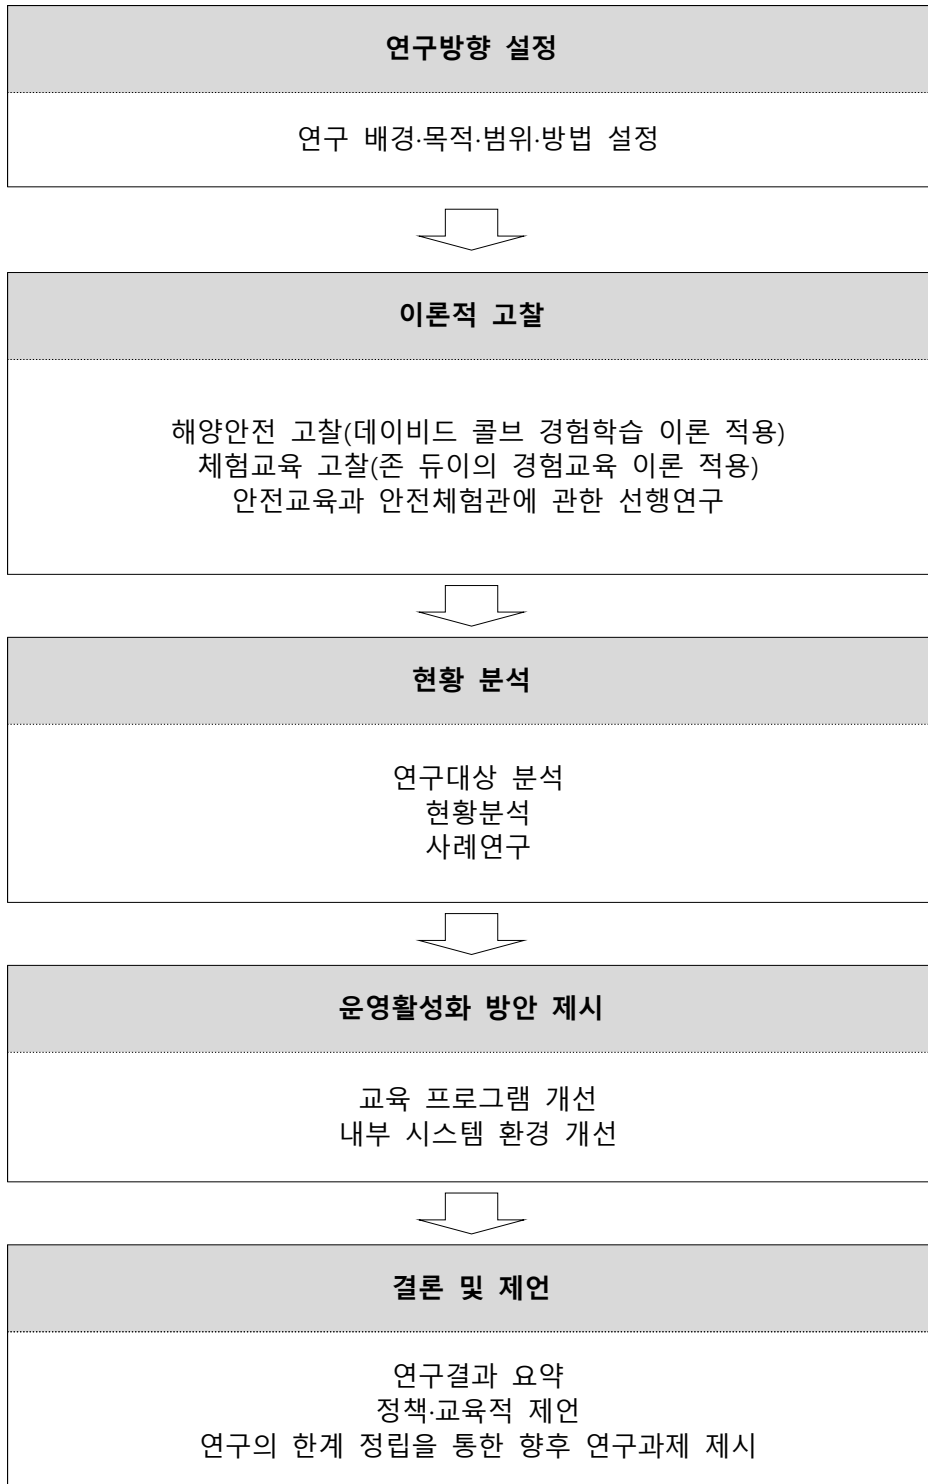 연구방향 설정
연구 배경·목적·범위·방법 설정
이론적 고찰
해양안전 고찰(데이비드 콜브 경험학습 이론 적용)
체험교육 고찰(존 듀이의 경험교육 이론 적용)
안전교육과 안전체험관에 관한 선행연구
현황 분석
연구대상 분석
현황분석
사례연구
운영활성화 방안 제시
교육 프로그램 개선
내부 시스템 환경 개선
결론 및 제언
연구결과 요약
정책·교육적 제언
연구의 한계 정립을 통한 향후 연구과제 제시